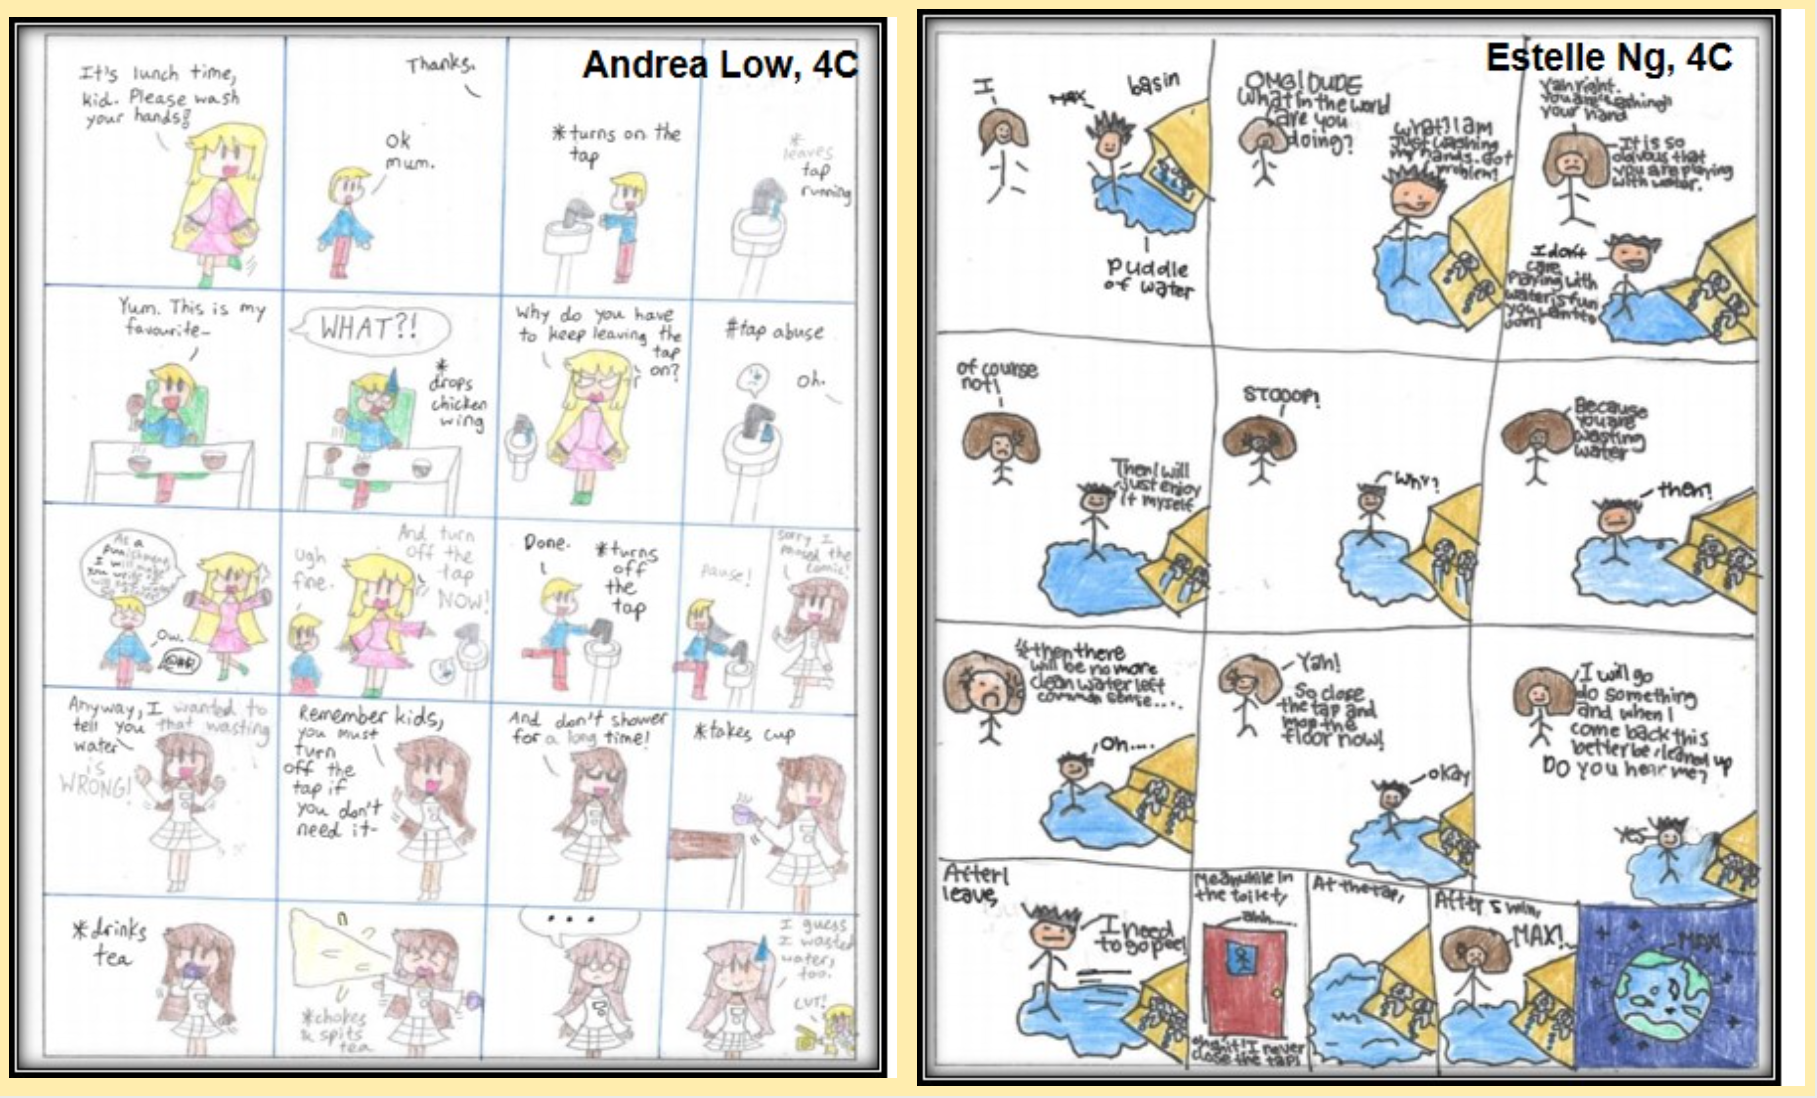 Andrea Low, 4C
It's lunch time,
kid. Please wash
your hands!
Ok
mum.
Thanks.
*turns on the
tap
*
leaves
tap
running
Yum. This is my
favourite-
WHAT?!
*
drops
chicken
wing
Why do you have
to keep leaving the
tap
on?
#tap abuse
Oh.
As a
punishment,
I will make
you write I
will not
Ow.
@#!
Ugh
fine.
And turn
off the
tap
NOW!
Done.
*turns
off
the
tap
Pause!
Sorry I
paused the
comic!
Anyway, I wanted to
tell you that wasting
water
is
WRONG!
Remember kids,
you must
turn
off the
tap if
you don't
need it-
And don't shower
for a long time!
*takes cup
*drinks
tea
*chokes
& spits
tea
...
I guess
I wasted
water,
too.
CUT!
Estelle Ng, 4C
I
MAX
basin
puddle
of water
OMG! DUDE
What in the world
are you
doing?
What? I am
just washing
my hands. Got
problem?
Yah right.
You are "washing"
your hand
It is so
obivous that
you are playing
with water.
I don't
care,
playing with
water is fun
you want to
join?
of course
not!
Then I will
just enjoy
it myself
STOOOP!
why?
Because
you are
wasting
water
then?
*then there
will be no more
clean water left
common sense....
Oh....
Yah!
So close
the tap and
mop the
floor now!
okay
I will go
do something
and when I
come back this
better be cleaned up
Do you hear me?
Yes
After I
leave,
I need
to go pee!
Meanwhile in
the toilet,
ahh.....
I never
close the tap!
At the tap,
After 5 min,
MAX!
MAX!